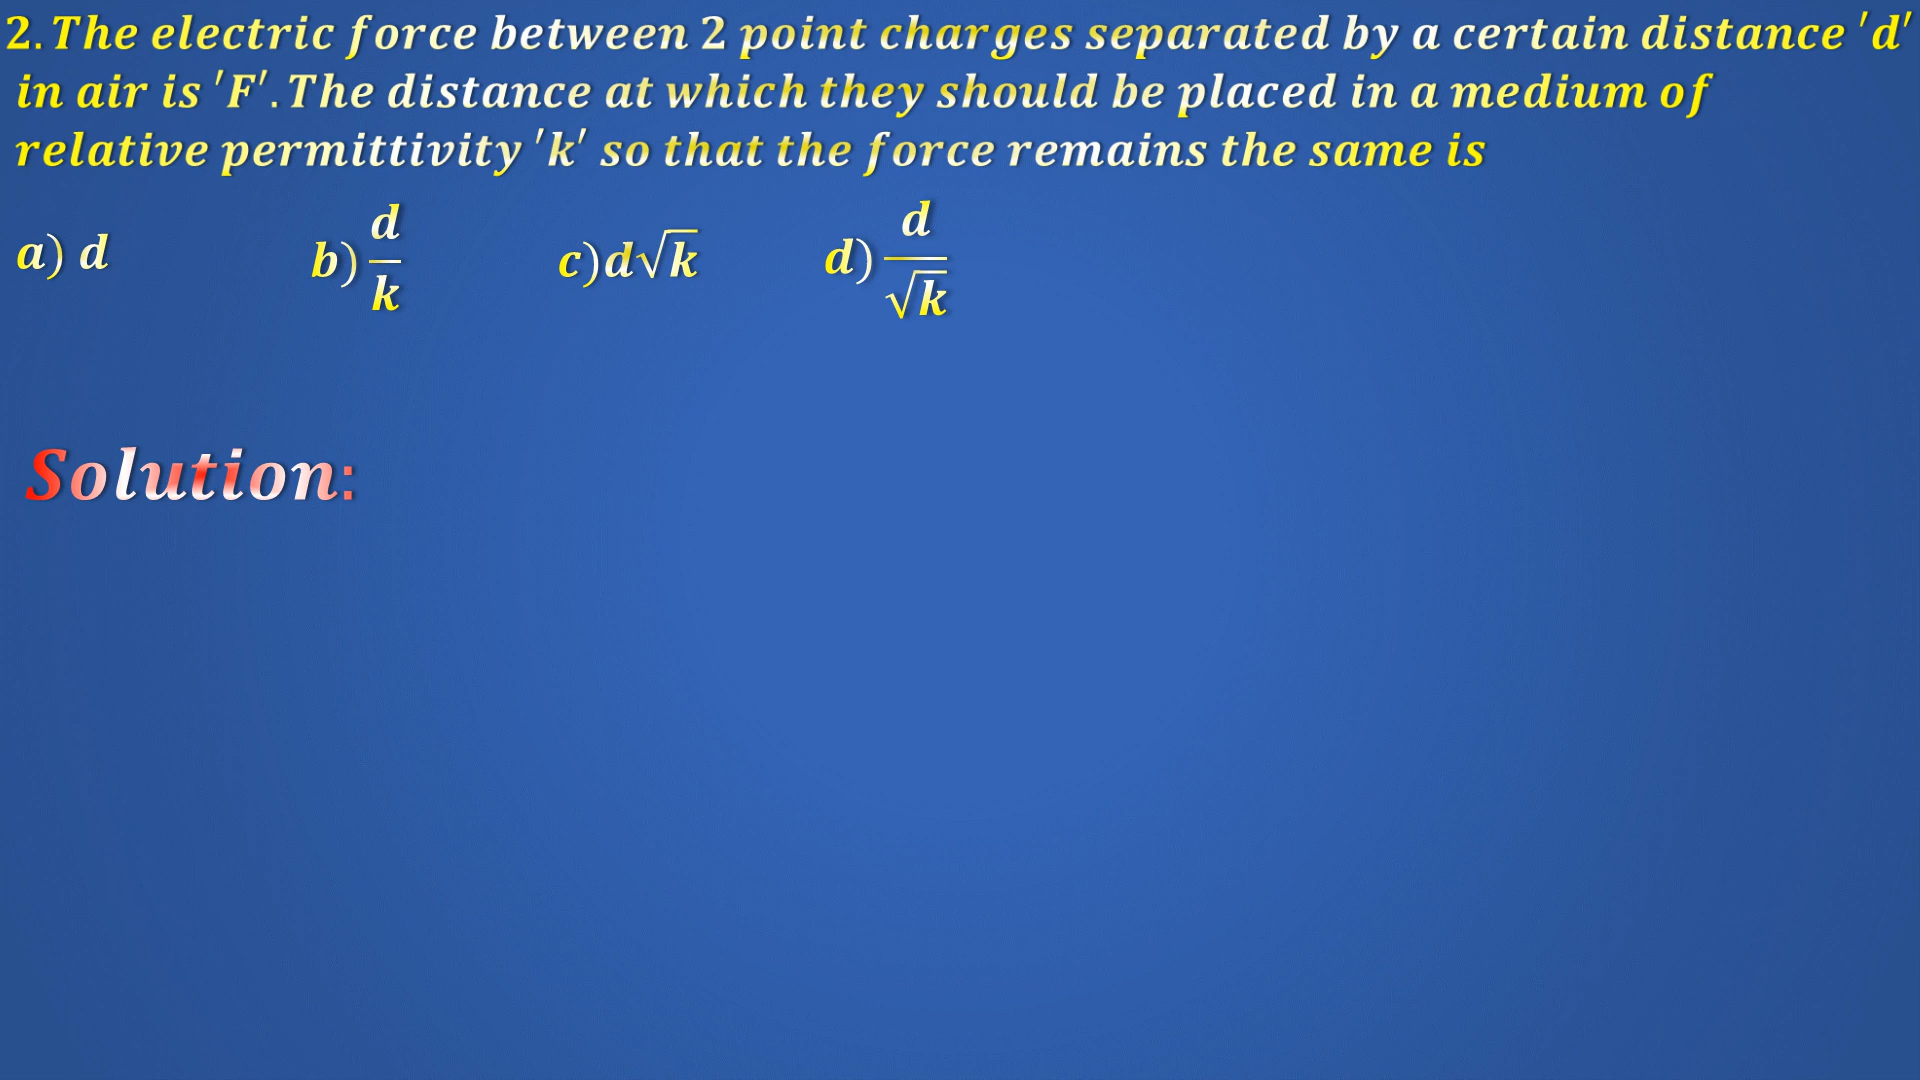 2.The electric force between 2 point charges separated by a certain distance 'd'
in air is 'F'.The distance at which they should be placed in a medium of
relative permittivity 'k' so that the force remains the same is
a) d b) d/k c)d√k d) d/√k
Solution: